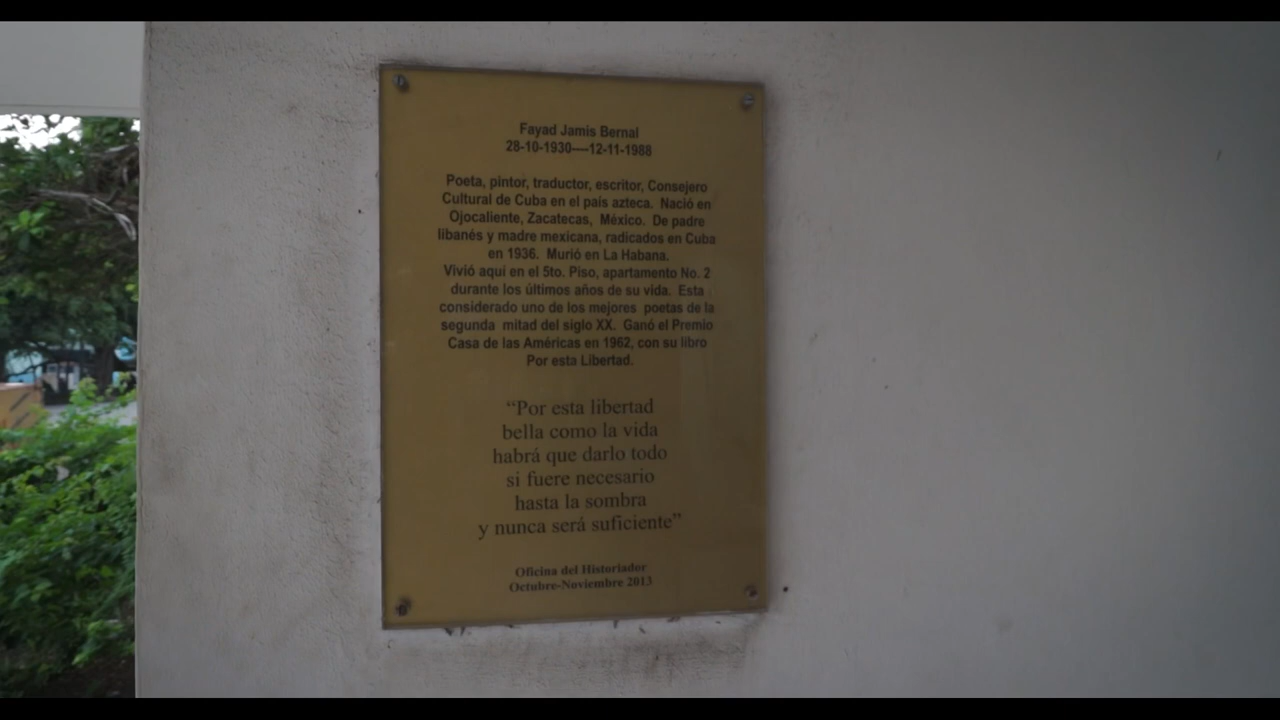 Fayad Jamis Bernal
28-10-1930----12-11-1988
Poeta, pintor, traductor, escritor, Consejero
Cultural de Cuba en el país azteca. Nació en
Ojocaliente, Zacatecas, México. De padre
libanés y madre mexicana, radicados en Cuba
en 1936. Murió en La Habana.
Vivió aquí en el 5to. Piso, apartamento No. 2
durante los últimos años de su vida. Esta
considerado uno de los mejores poetas de la
segunda mitad del siglo XX. Ganó el Premio
Casa de las Américas en 1962, con su libro
Por esta Libertad.
“Por esta libertad
bella como la vida
habrá que darlo todo
si fuere necesario
hasta la sombra
y nunca será suficiente”
Oficina del Historiador
Octubre-Noviembre 2013